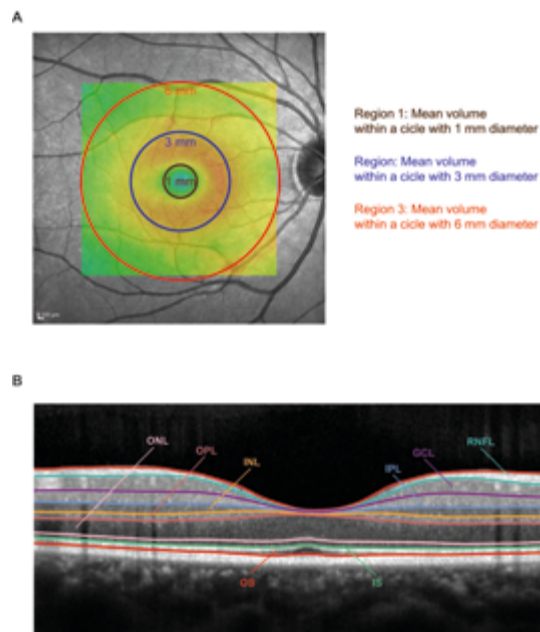 A
6 mm
3 mm
1 mm
Region 1: Mean volume
within a cicle with 1 mm diameter
Region: Mean volume
within a cicle with 3 mm diameter
Region 3: Mean volume
within a cicle with 6 mm diameter
B
ONL
OPL
INL
IPL
GCL
RNFL
OS
IS